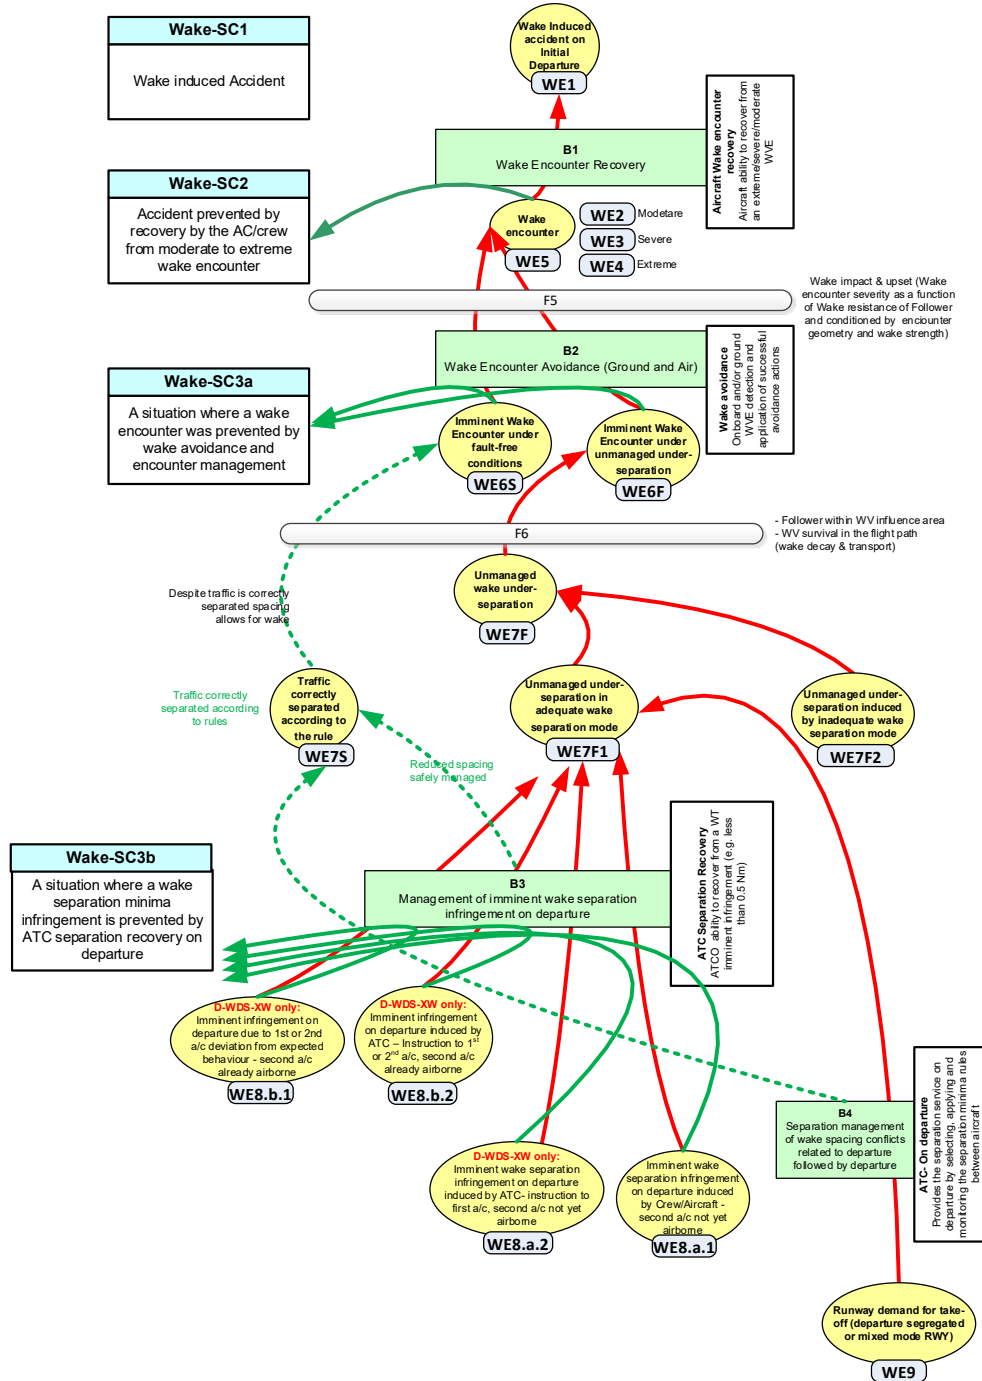 Wake-SC1
Wake induced Accident
Wake Induced
accident on
Initial
Departure
WE1
B1
Wake Encounter Recovery
Aircraft Wake encounter
recovery
Aircraft ability to recover from
an extreme/severe/moderate
WVE
Wake-SC2
Accident prevented by
recovery by the AC/crew
from moderate to extreme
wake encounter
Wake
encounter
WE5
WE2
Modetare
WE3
Severe
WE4
Extreme
F5
Wake impact & upset (Wake
encounter severity as a function
of Wake resistance of Follower
and conditioned by enciounter
geometry and wake strength)
B2
Wake Encounter Avoidance (Ground and Air)
Wake avoidance
Onboard and/or ground
WVE detection and
application of successful
avoidance actions
Wake-SC3a
A situation where a wake
encounter was prevented by
wake avoidance and
encounter management
Imminent Wake
Encounter under
fault-free
conditions
WE6S
Imminent Wake
Encounter under
unmanaged under-
separation
WE6F
F6
- Follower within WV influence area
- WV survival in the flight path
(wake decay & transport)
Unmanaged
wake under-
separation
WE7F
Despite traffic is correctly
separated spacing
allows for wake
Traffic correctly
separated according
to rules
Traffic
correctly
separated
according to
the rule
WE7S
Unmanaged under-
separation in
adequate wake
separation mode
WE7F1
Unmanaged under-
separation induced
by inadequate wake
separation mode
WE7F2
Reduced spacing
safely managed
Wake-SC3b
A situation where a wake
separation minima
infringement is prevented by
ATC separation recovery on
departure
B3
Management of imminent wake separation
infringement on departure
ATC Separation Recovery
ATCO ability to recover from a WT
imminent infringement (e.g. less
than 0.5 Nm)
D-WDS-XW only:
Imminent infringement on
departure due to 1st or 2nd
a/c deviation from expected
behaviour - second a/c
already airborne
WE8.b.1
D-WDS-XW only:
Imminent infringement
on departure induced by
ATC – Instruction to 1st
or 2nd a/c, second a/c
already airborne
WE8.b.2
D-WDS-XW only:
Imminent wake separation
infringement on departure
induced by ATC- instruction to
first a/c, second a/c not yet
airborne
WE8.a.2
Imminent wake
separation infringement
on departure induced
by Crew/Aircraft -
second a/c not yet
airborne
WE8.a.1
B4
Separation management
of wake spacing conflicts
related to departure
followed by departure
ATC- On departure
Provides the separation service on
departure by selecting, applying and
monitoring the separation minima rules
between aircraft
Runway demand for take-
off (departure segregated
or mixed mode RWY)
WE9